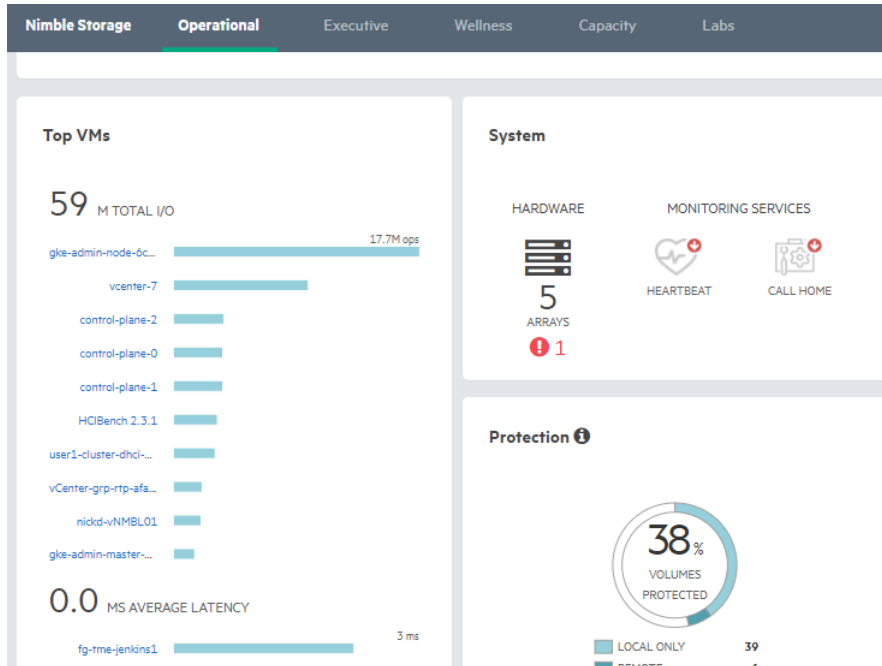 Nimble Storage Operational Executive Wellness Capacity Labs
Top VMs
59 M TOTAL I/O
17.7M ops
gke-admin-node-6c...
vcenter-7
control-plane-2
control-plane-0
control-plane-1
HCIBench 2.3.1
user1-cluster-dhci-...
vCenter-grp-rtp-afa...
nickd-vNMBL01
gke-admin-master-...
0.0 MS AVERAGE LATENCY
3 ms
fg-tme-jenkins1
System
HARDWARE MONITORING SERVICES
5
ARRAYS
1
HEARTBEAT CALL HOME
Protection
38 %
VOLUMES
PROTECTED
LOCAL ONLY 39
REMOTE